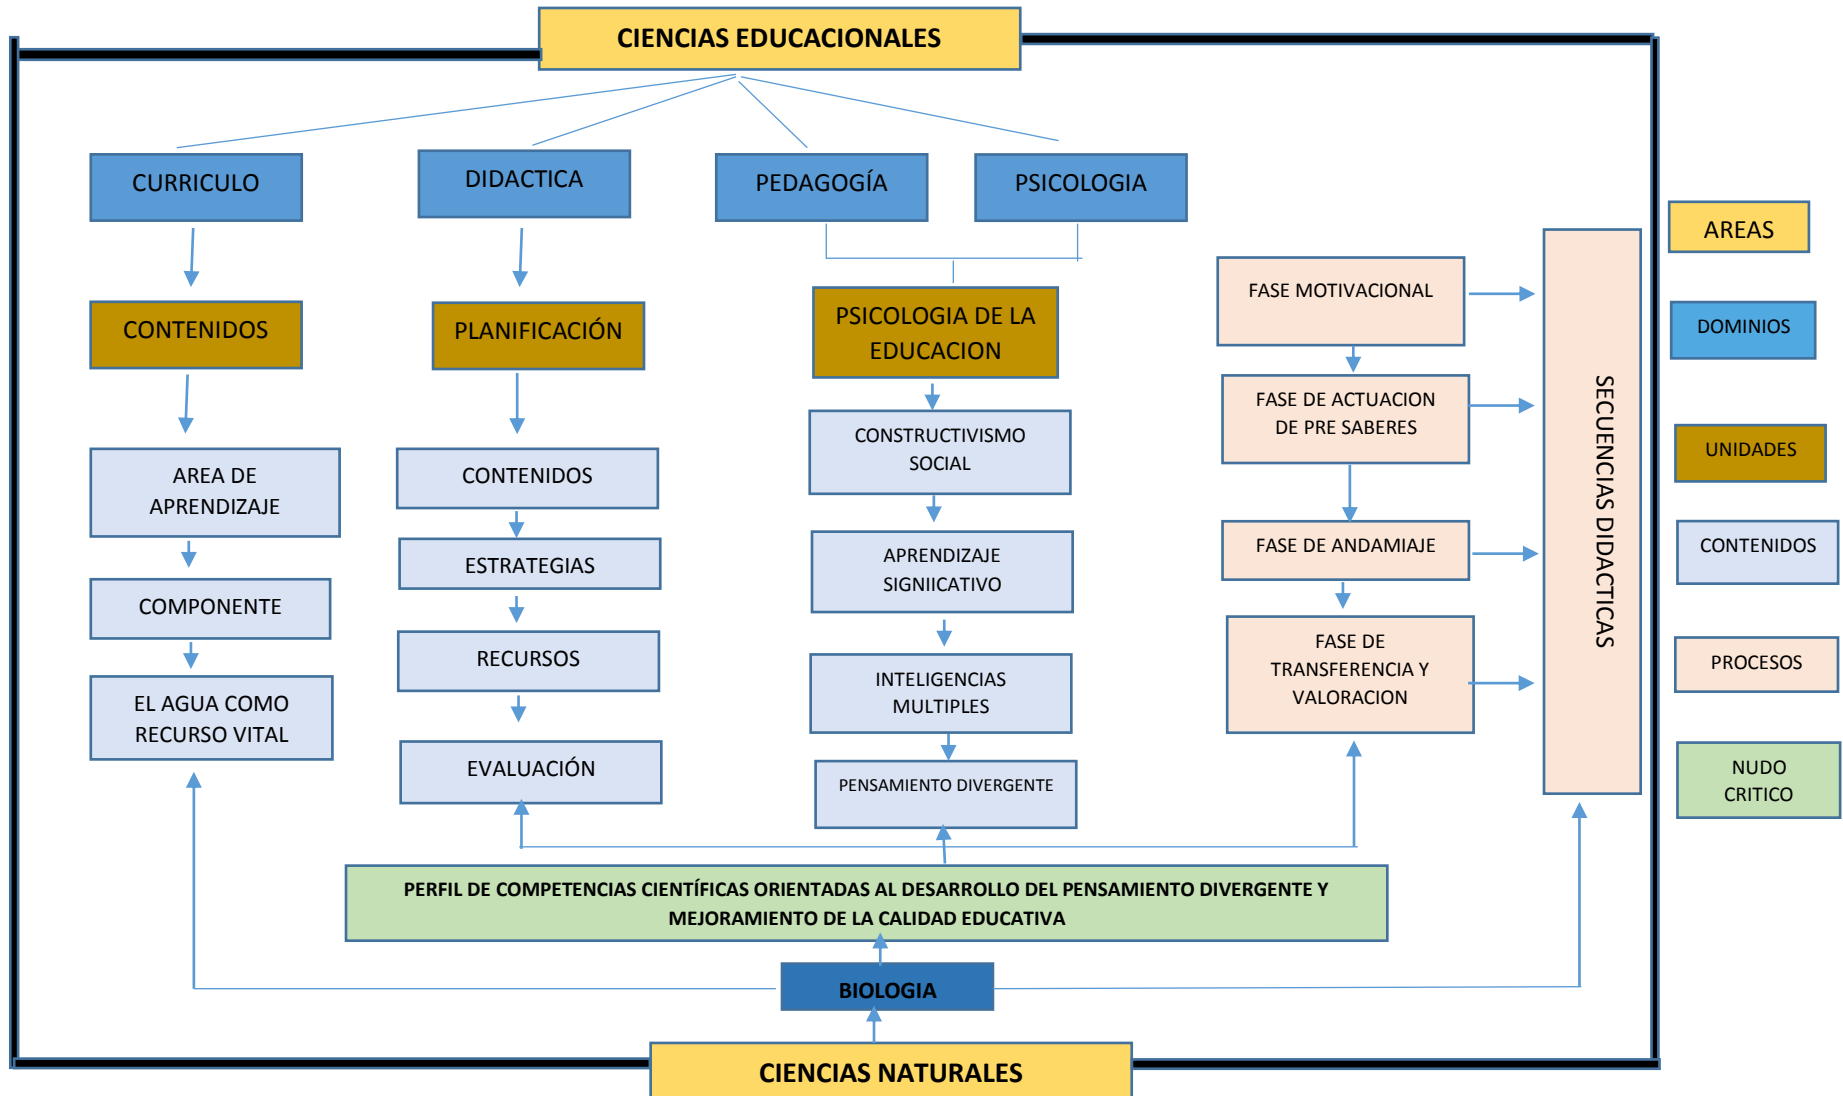 CIENCIAS EDUCACIONALES
CURRICULO
DIDACTICA
PEDAGOGÍA
PSICOLOGIA
CONTENIDOS
PLANIFICACIÓN
PSICOLOGIA DE LA
EDUCACION
AREA DE
APRENDIZAJE
COMPONENTE
EL AGUA COMO
RECURSO VITAL
CONTENIDOS
ESTRATEGIAS
RECURSOS
EVALUACIÓN
CONSTRUCTIVISMO
SOCIAL
APRENDIZAJE
SIGNIICATIVO
INTELIGENCIAS
MULTIPLES
PENSAMIENTO DIVERGENTE
FASE MOTIVACIONAL
FASE DE ACTUACION
DE PRE SABERES
FASE DE ANDAMIAJE
FASE DE
TRANSFERENCIA Y
VALORACION
SECUENCIAS DIDACTICAS
AREAS
DOMINIOS
UNIDADES
CONTENIDOS
PROCESOS
NUDO
CRITICO
PERFIL DE COMPETENCIAS CIENTÍFICAS ORIENTADAS AL DESARROLLO DEL PENSAMIENTO DIVERGENTE Y
MEJORAMIENTO DE LA CALIDAD EDUCATIVA
BIOLOGIA
CIENCIAS NATURALES